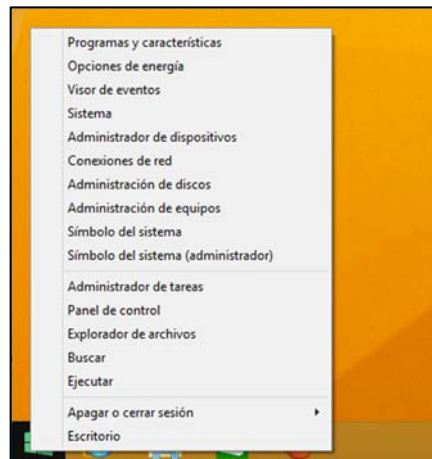 Programas y características
Opciones de energía
Visor de eventos
Sistema
Administrador de dispositivos
Conexiones de red
Administración de discos
Administración de equipos
Símbolo del sistema
Símbolo del sistema (administrador)
Administrador de tareas
Panel de control
Explorador de archivos
Buscar
Ejecutar
Apagar o cerrar sesión
Escritorio